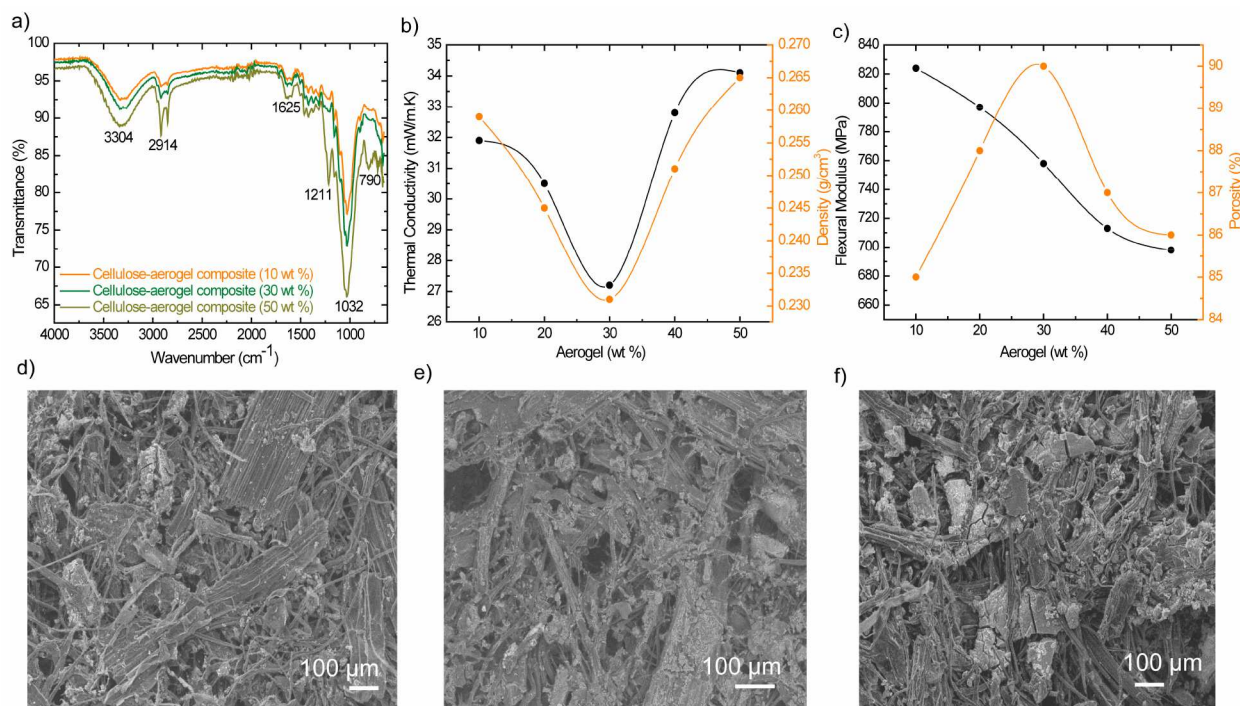 a)
100
95
90
85
80
75
70
65
Transmittance (%)
3304
2914
1625
1211
790
1032
Cellulose-aerogel composite (10 wt %)
Cellulose-aerogel composite (30 wt %)
Cellulose-aerogel composite (50 wt %)
4000 3500 3000 2500 2000 1500 1000
Wavenumber (cm⁻¹)
b)
35
34
33
32
31
30
29
28
27
26
Thermal Conductivity (mW/m.K)
0.270
0.265
0.260
0.255
0.250
0.245
0.240
0.235
0.230
Density (g/cm³)
10 20 30 40 50
Aerogel (wt %)
c)
840
820
800
780
760
740
720
700
680
660
Flexural Modulus (MPa)
90
89
88
87
86
85
84
Porosity (%)
10 20 30 40 50
Aerogel (wt %)
d)
100 µm
e)
100 µm
f)
100 µm